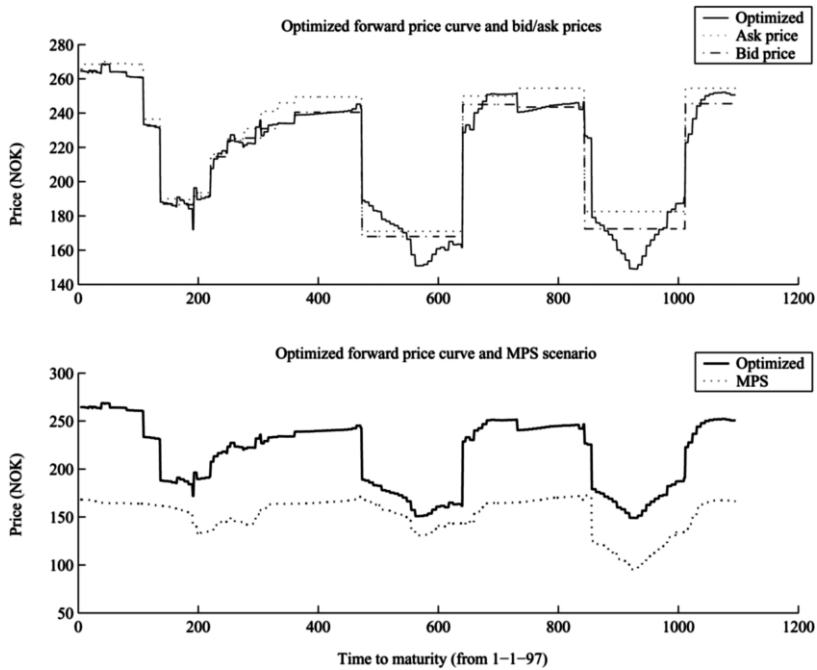 Optimized forward price curve and bid/ask prices
Optimized
Ask price
Bid price
Price (NOK)
280
260
240
220
200
180
160
140
0 200 400 600 800 1000 1200
Optimized forward price curve and MPS scenario
Optimized
MPS
Price (NOK)
300
250
200
150
100
50
0 200 400 600 800 1000 1200
Time to maturity (from 1−1−97)